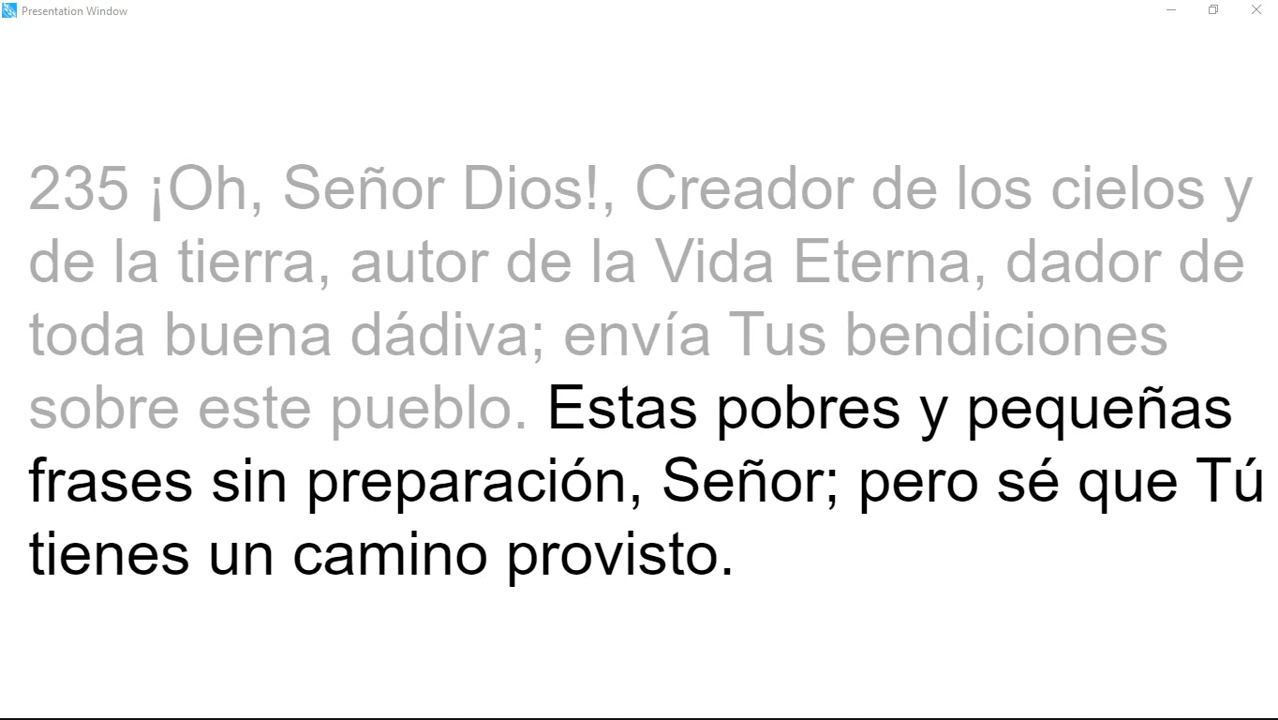 Presentation Window
235 ¡Oh, Señor Dios!, Creador de los cielos y
de la tierra, autor de la Vida Eterna, dador de
toda buena dádiva; envía Tus bendiciones
sobre este pueblo. Estas pobres y pequeñas
frases sin preparación, Señor; pero sé que Tú
tienes un camino provisto.